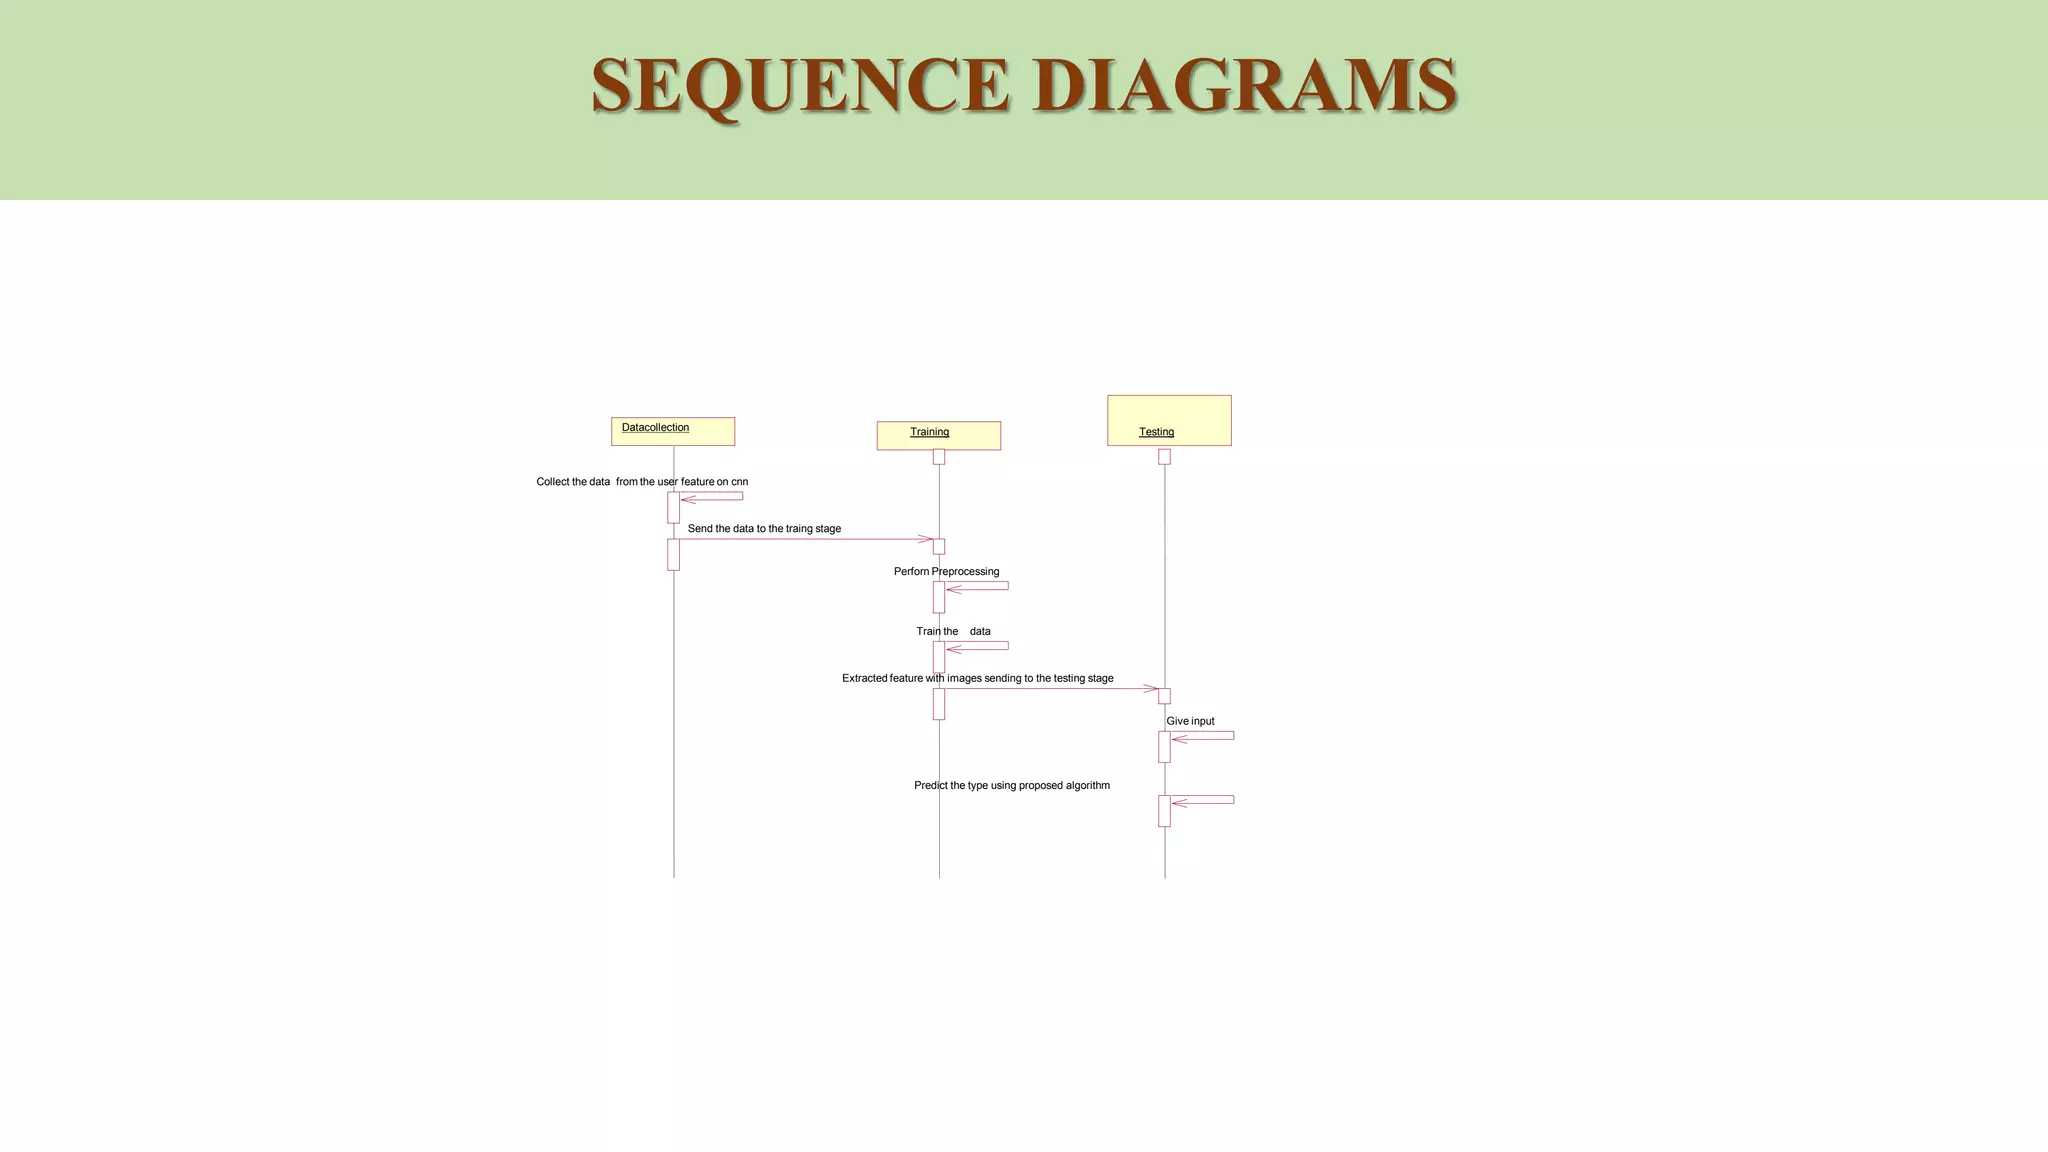 SEQUENCE DIAGRAMS
Datacollection
Training
Testing
Collect the data from the user feature on cnn
Send the data to the traing stage
Perforn Preprocessing
Train the data
Extracted feature with images sending to the testing stage
Give input
Predict the type using proposed algorithm